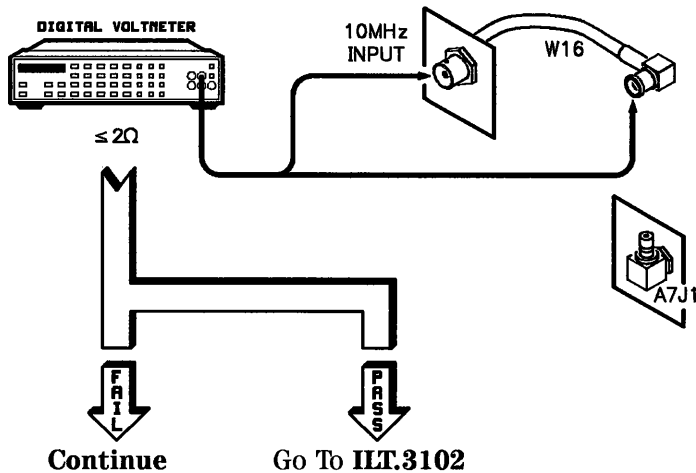 DIGITAL VOLTMETER
10MHz
INPUT
W16
≤ 2Ω
A7J1
FAIL
PASS
Continue
Go To ILT.3102